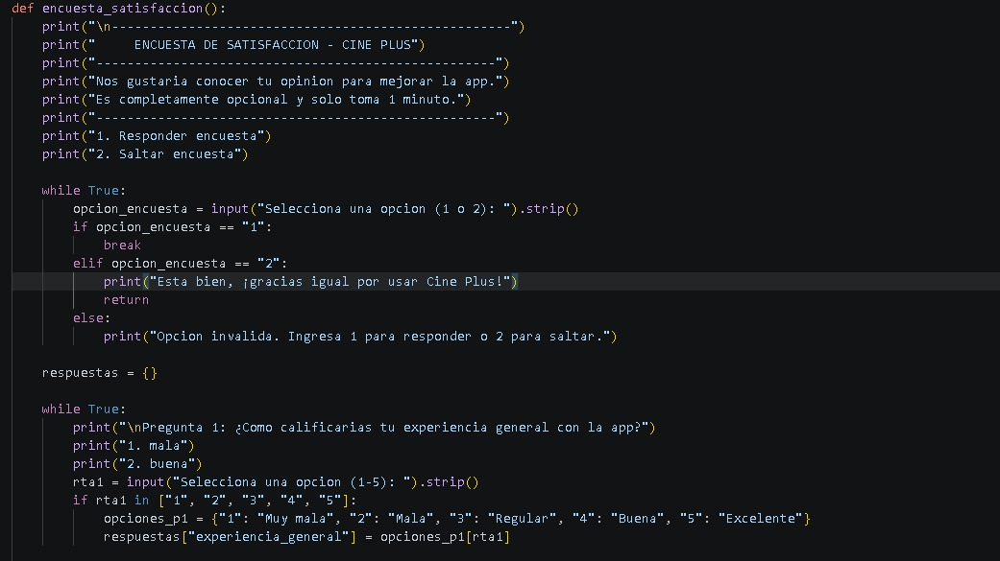 def encuesta_satisfaccion():
    print("\n----------------------------------------------------")
    print("     ENCUESTA DE SATISFACCION - CINE PLUS")
    print("----------------------------------------------------")
    print("Nos gustaria conocer tu opinion para mejorar la app.")
    print("Es completamente opcional y solo toma 1 minuto.")
    print("----------------------------------------------------")
    print("1. Responder encuesta")
    print("2. Saltar encuesta")

    while True:
        opcion_encuesta = input("Selecciona una opcion (1 o 2): ").strip()
        if opcion_encuesta == "1":
            break
        elif opcion_encuesta == "2":
            print("Esta bien, ¡gracias igual por usar Cine Plus!")
            return
        else:
            print("Opcion invalida. Ingresa 1 para responder o 2 para saltar.")

    respuestas = {}

    while True:
        print("\nPregunta 1: ¿Como calificarias tu experiencia general con la app?")
        print("1. mala")
        print("2. buena")
        rta1 = input("Selecciona una opcion (1-5): ").strip()
        if rta1 in ["1", "2", "3", "4", "5"]:
            opciones_p1 = {"1": "Muy mala", "2": "Mala", "3": "Regular", "4": "Buena", "5": "Excelente"}
            respuestas["experiencia_general"] = opciones_p1[rta1]